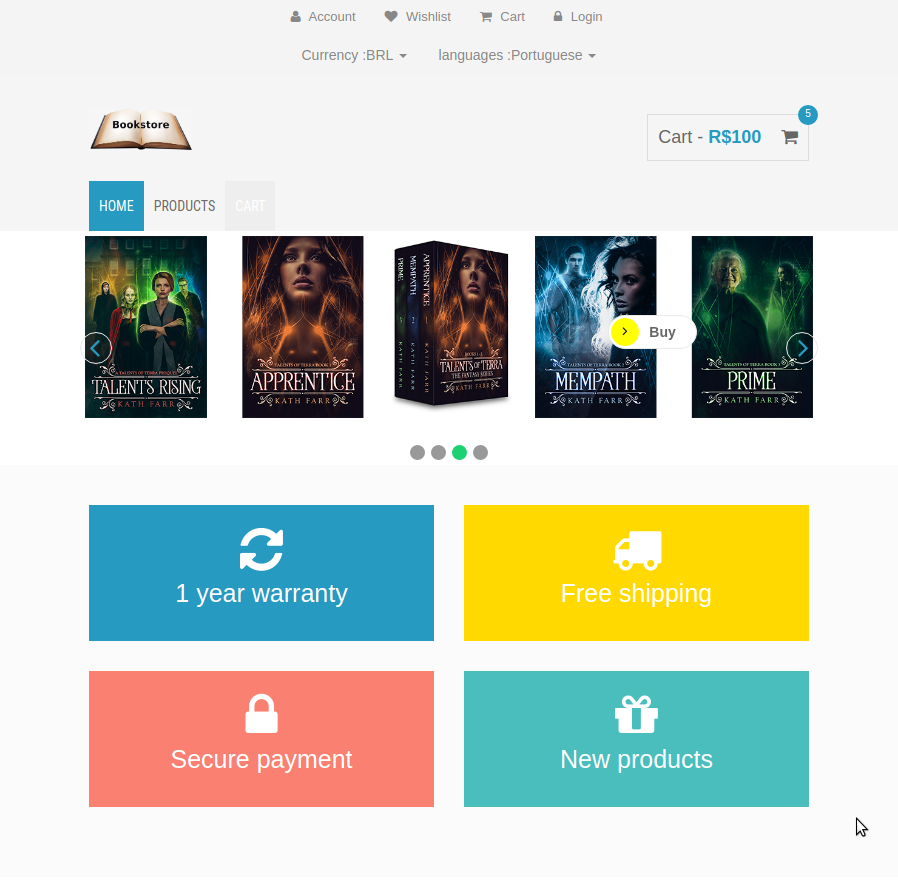 Account Wishlist Cart Login
Currency :BRL languages :Portuguese
Bookstore
Cart - R$100
5
HOME PRODUCTS CART
TALENTS OF TERRA PREQUEL
TALENTS RISING
KATH FARR
TALENTS OF TERRA BOOK 1
APPRENTICE
KATH FARR
PRIME
MEMPATH
APPRENTICE
KATH FARR
KATH FARR
KATH FARR
BOOKS 1-3
TALENTS OF TERRA
THE FANTASY SERIES
KATH FARR
TALENTS OF TERRA BOOK 2
MEMPATH
KATH FARR
Buy
TALENTS OF TERRA BOOK 3
PRIME
KATH FARR
1 year warranty
Free shipping
Secure payment
New products